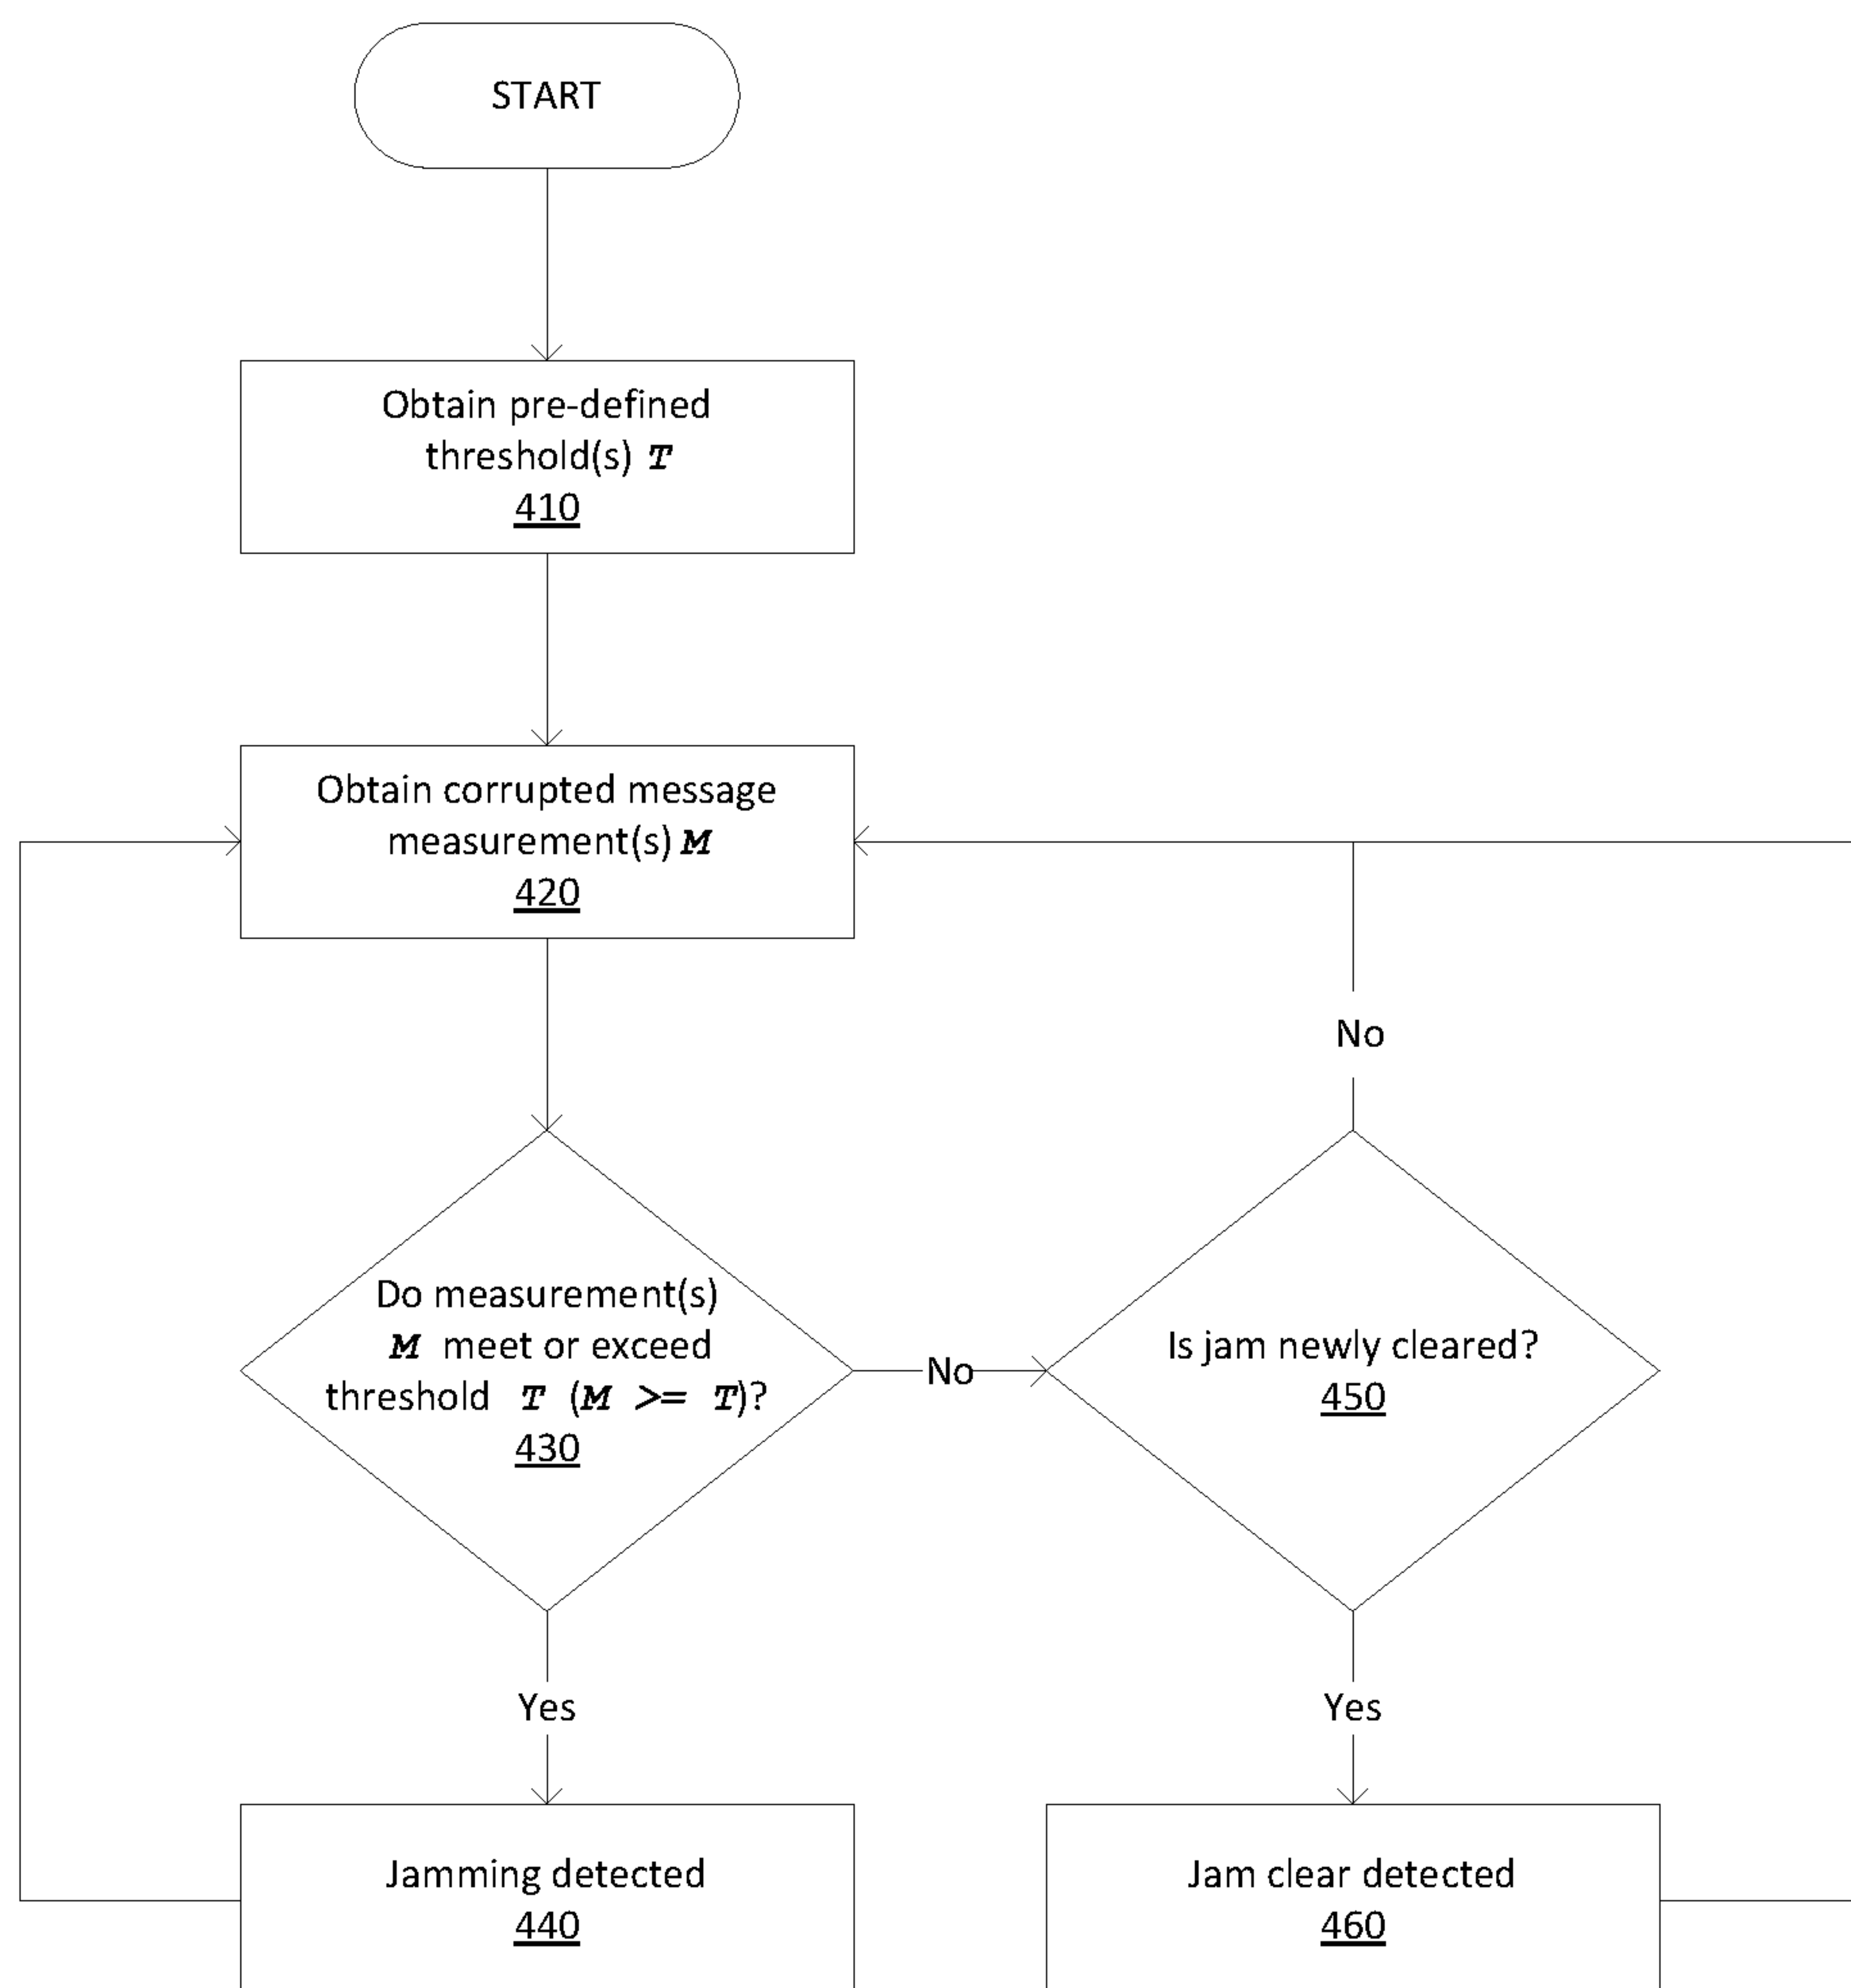 START
Obtain pre-defined
threshold(s) T
410
Obtain corrupted message
measurement(s) M
420
No
Do measurement(s)
M meet or exceed
threshold T (M >= T)?
430
No
Is jam newly cleared?
450
Yes
Yes
Jamming detected
440
Jam clear detected
460